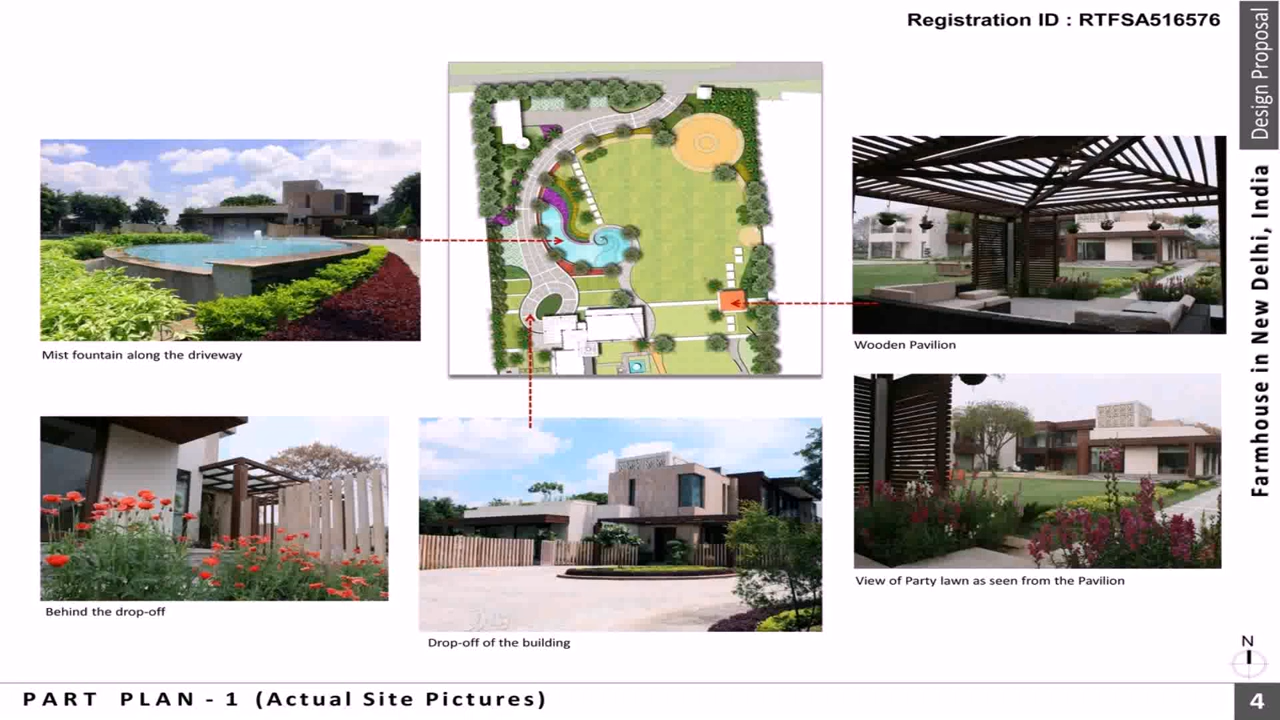 Registration ID : RTFSA516576
Design Proposal
Farmhouse in New Delhi, India
Mist fountain along the driveway
Wooden Pavilion
Behind the drop-off
Drop-off of the building
View of Party lawn as seen from the Pavilion
N
PART PLAN - 1 (Actual Site Pictures)
4